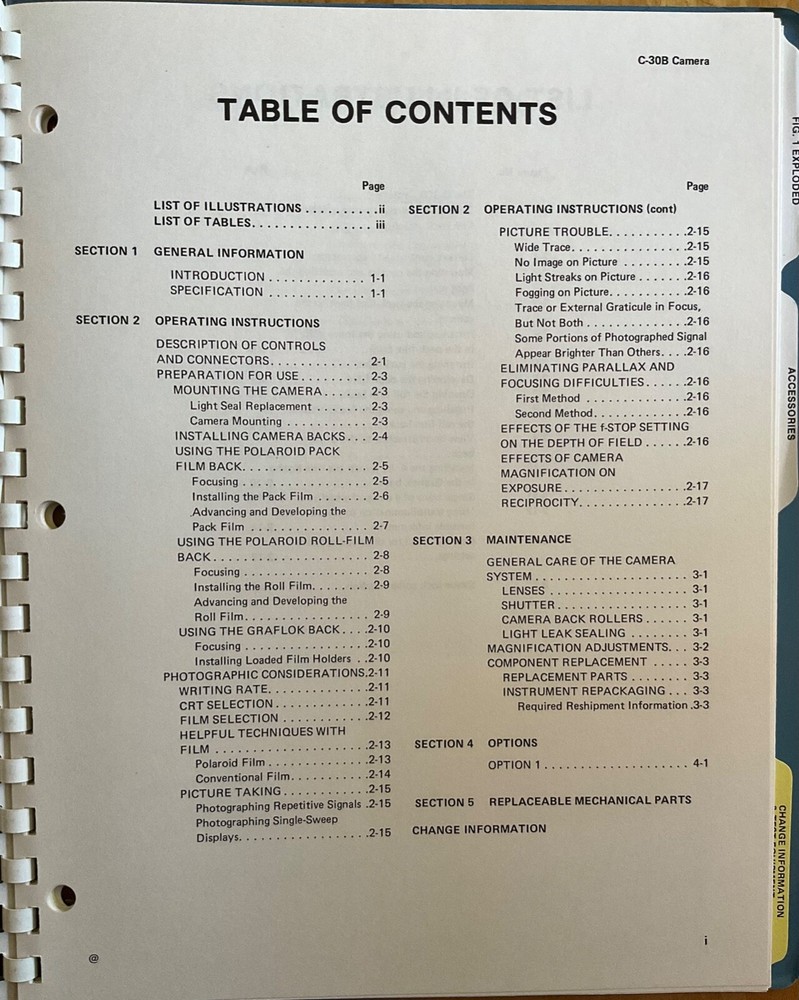 C-30B Camera
TABLE OF CONTENTS
Page
LIST OF ILLUSTRATIONS . . . . . . . . . .ii
LIST OF TABLES. . . . . . . . . . . . . . . . iii
SECTION 1 GENERAL INFORMATION
INTRODUCTION . . . . . . . . . . . . . 1-1
SPECIFICATION . . . . . . . . . . . . . 1-1
SECTION 2 OPERATING INSTRUCTIONS
DESCRIPTION OF CONTROLS
AND CONNECTORS. . . . . . . . . . . . . 2-1
PREPARATION FOR USE. . . . . . . . . 2-3
MOUNTING THE CAMERA. . . . . . 2-3
Light Seal Replacement . . . . . . . 2-3
Camera Mounting . . . . . . . . . . . 2-3
INSTALLING CAMERA BACKS. . . 2-4
USING THE POLAROID PACK
FILM BACK. . . . . . . . . . . . . . . . . 2-5
Focusing . . . . . . . . . . . . . . . . . 2-5
Installing the Pack Film . . . . . . . 2-6
Advancing and Developing the
Pack Film . . . . . . . . . . . . . . . . 2-7
USING THE POLAROID ROLL-FILM
BACK. . . . . . . . . . . . . . . . . . . . . 2-8
Focusing . . . . . . . . . . . . . . . . . 2-8
Installing the Roll Film. . . . . . . . 2-9
Advancing and Developing the
Roll Film. . . . . . . . . . . . . . . . . 2-9
USING THE GRAFLOK BACK. . . .2-10
Focusing . . . . . . . . . . . . . . . . .2-10
Installing Loaded Film Holders . .2-10
PHOTOGRAPHIC CONSIDERATIONS.2-11
WRITING RATE. . . . . . . . . . . . . .2-11
CRT SELECTION . . . . . . . . . . . . .2-11
FILM SELECTION . . . . . . . . . . . .2-12
HELPFUL TECHNIQUES WITH
FILM . . . . . . . . . . . . . . . . . . . . .2-13
Polaroid Film . . . . . . . . . . . . . .2-13
Conventional Film. . . . . . . . . . .2-14
PICTURE TAKING . . . . . . . . . . . .2-15
Photographing Repetitive Signals .2-15
Photographing Single-Sweep
Displays. . . . . . . . . . . . . . . . . .2-15
Page
SECTION 2 OPERATING INSTRUCTIONS (cont)
PICTURE TROUBLE. . . . . . . . . . .2-15
Wide Trace. . . . . . . . . . . . . . . .2-15
No Image on Picture . . . . . . . . .2-15
Light Streaks on Picture . . . . . . .2-16
Fogging on Picture. . . . . . . . . . .2-16
Trace or External Graticule in Focus,
But Not Both . . . . . . . . . . . . . .2-16
Some Portions of Photographed Signal
Appear Brighter Than Others. . . .2-16
ELIMINATING PARALLAX AND
FOCUSING DIFFICULTIES. . . . . .2-16
First Method . . . . . . . . . . . . . .2-16
Second Method. . . . . . . . . . . . .2-16
EFFECTS OF THE f-STOP SETTING
ON THE DEPTH OF FIELD . . . . . .2-16
EFFECTS OF CAMERA
MAGNIFICATION ON
EXPOSURE. . . . . . . . . . . . . . . . .2-17
RECIPROCITY. . . . . . . . . . . . . . .2-17
SECTION 3 MAINTENANCE
GENERAL CARE OF THE CAMERA
SYSTEM . . . . . . . . . . . . . . . . . . . . . 3-1
LENSES . . . . . . . . . . . . . . . . . . . 3-1
SHUTTER. . . . . . . . . . . . . . . . . . 3-1
CAMERA BACK ROLLERS . . . . . . 3-1
LIGHT LEAK SEALING . . . . . . . . 3-1
MAGNIFICATION ADJUSTMENTS. . . 3-2
COMPONENT REPLACEMENT . . . . . 3-3
REPLACEMENT PARTS . . . . . . . . 3-3
INSTRUMENT REPACKAGING . . . 3-3
Required Reshipment Information .3-3
SECTION 4 OPTIONS
OPTION 1 . . . . . . . . . . . . . . . . . . . . 4-1
SECTION 5 REPLACEABLE MECHANICAL PARTS
CHANGE INFORMATION
@
i
FIG. 1 EXPLODED
ACCESSORIES
CHANGE INFORMATION